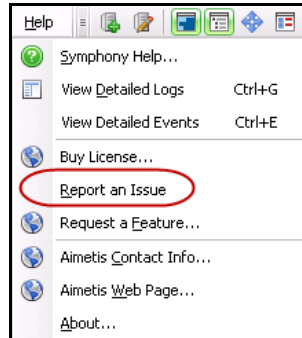 Help
Symphony Help...
View Detailed Logs Ctrl+G
View Detailed Events Ctrl+E
Buy License...
Report an Issue
Request a Feature...
Aimetis Contact Info...
Aimetis Web Page...
About...